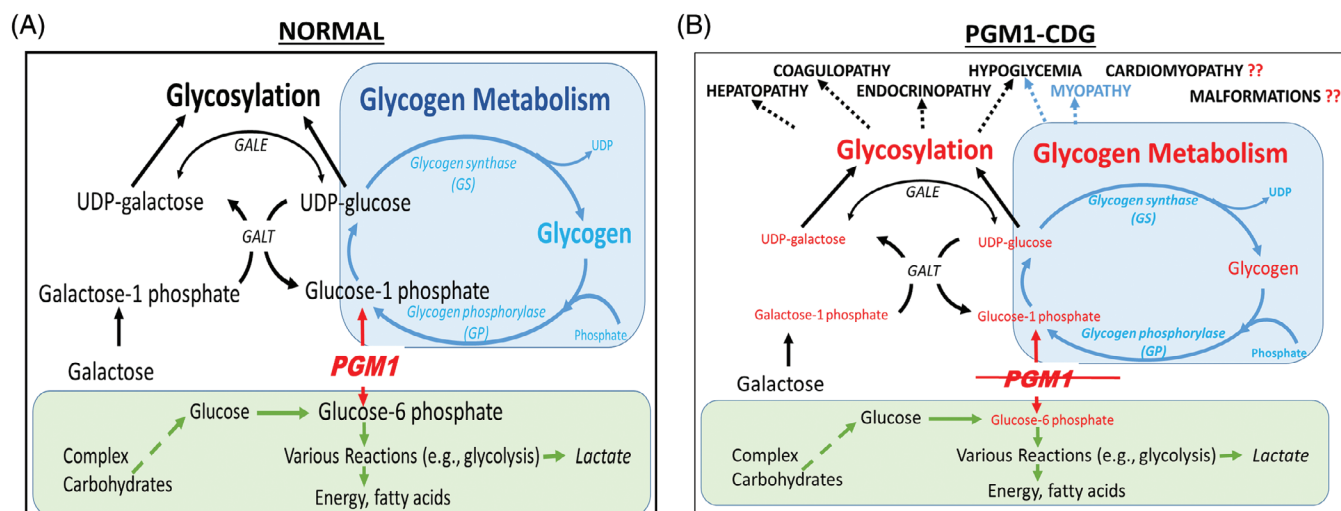 (A)
NORMAL
Glycosylation
Glycogen Metabolism
GALE
Glycogen synthase
(GS)
UDP
UDP-galactose
UDP-glucose
GALT
Glycogen
Galactose-1 phosphate
Glucose-1 phosphate
Glycogen phosphorylase
(GP)
Phosphate
Galactose
PGM1
Glucose
Glucose-6 phosphate
Complex
Carbohydrates
Various Reactions (e.g., glycolysis)
Lactate
Energy, fatty acids
(B)
PGM1-CDG
COAGULOPATHY
HYPOGLYCEMIA
CARDIOMYOPATHY ??
HEPATOPATHY
ENDOCRINOPATHY
MYOPATHY
MALFORMATIONS ??
Glycosylation
Glycogen Metabolism
GALE
Glycogen synthase
(GS)
UDP
UDP-galactose
UDP-glucose
GALT
Glycogen
Galactose-1 phosphate
Glucose-1 phosphate
Glycogen phosphorylase
(GP)
Phosphate
Galactose
PGM1
Glucose
Glucose-6 phosphate
Complex
Carbohydrates
Various Reactions (e.g., glycolysis)
Lactate
Energy, fatty acids